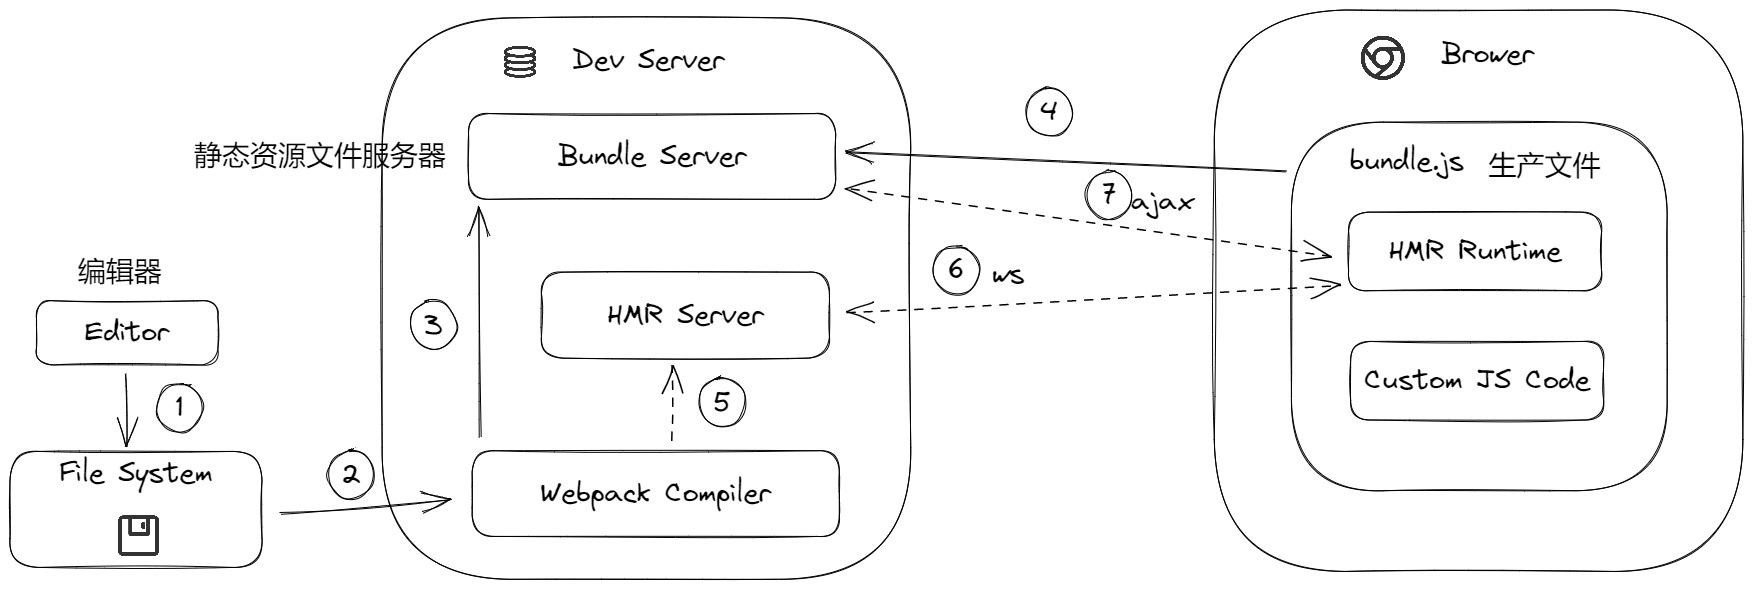 Dev Server
Brower
4
静态资源文件服务器
Bundle Server
bundle.js 生产文件
7
ajax
编辑器
6
ws
HMR Runtime
Editor
3
HMR Server
1
5
Custom JS Code
File System
2
Webpack Compiler